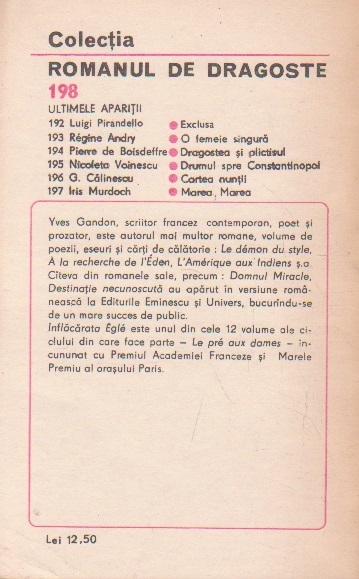 Colecția
ROMANUL DE DRAGOSTE
198
ULTIMELE APARIȚII
192 Luigi Pirandello ● Exclusa
193 Régine Andry ● O femeie singură
194 Pierre de Boisdeffre ● Dragostea și plictisul
195 Nicoleta Voinescu ● Drumul spre Constantinopol
196 G. Călinescu ● Cartea nunții
197 Iris Murdoch ● Marea, Marea
Yves Gandon, scriitor francez contemporan, poet și
prozator, este autorul mai multor romane, volume de
poezii, eseuri și cărți de călătorie : Le démon du style,
A la recherche de l'Éden, L'Amérique aux Indiens ș.a.
Cîteva din romanele sale, precum : Domnul Miracle,
Destinație necunoscută au apărut în versiune româ-
nească la Editurile Eminescu și Univers, bucurîndu-se
de un mare succes de public.
Inflăcărata Églé este unul din cele 12 volume ale ci-
clului din care face parte – Le pré aux dames – în-
cununat cu Premiul Academiei Franceze și Marele
Premiu al orașului Paris.
Lei 12,50